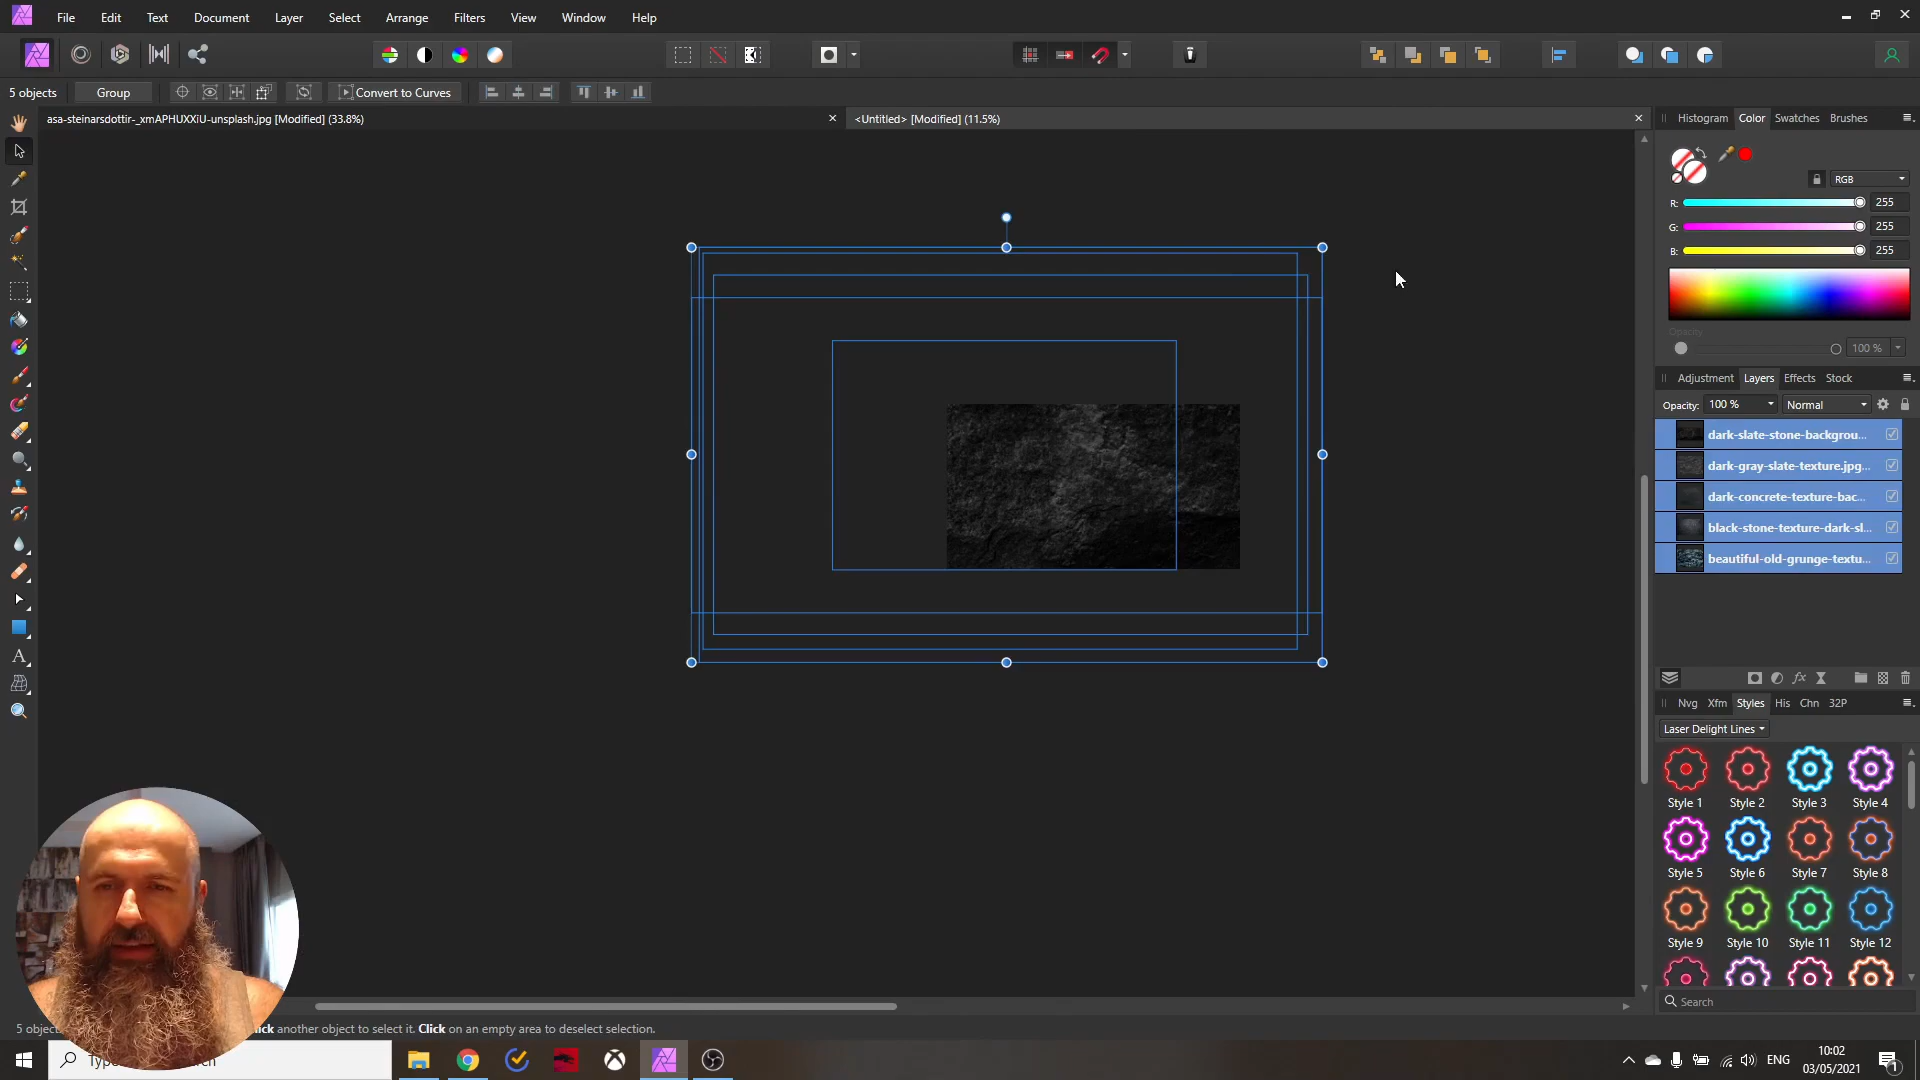 File Edit Text Document Layer Select Arrange Filters View Window Help
5 objects Group Convert to Curves
asa-steinarsdottir-_xmAPHUXXiU-unsplash.jpg [Modified] (33.8%)
<Untitled> [Modified] (11.5%)
Histogram Color Swatches Brushes
RGB
R: 255
G: 255
B: 255
Opacity
100 %
Adjustment Layers Effects Stock
Opacity: 100 % Normal
dark-slate-stone-backgrou...
dark-gray-slate-texture.jpg...
dark-concrete-texture-bac...
black-stone-texture-dark-sl...
beautiful-old-grunge-textu...
Nvg Xfm Styles His Chn 32P
Laser Delight Lines
Style 1 Style 2 Style 3 Style 4
Style 5 Style 6 Style 7 Style 8
Style 9 Style 10 Style 11 Style 12
Search
another object to select it. Click on an empty area to deselect selection.
ENG
10:02
03/05/2021